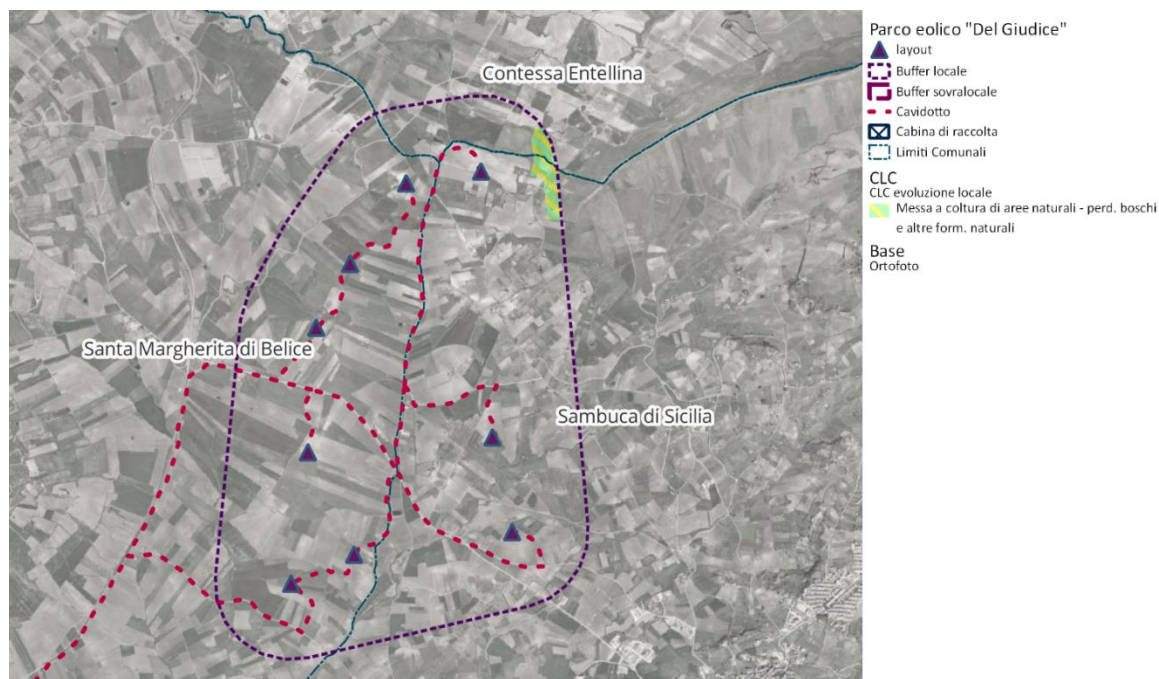 Contessa Entellina
Santa Margherita di Belice
Sambuca di Sicilia
Parco eolico "Del Giudice"
layout
Buffer locale
Buffer sovralocale
Cavidotto
Cabina di raccolta
Limiti Comunali
CLC
CLC evoluzione locale
Messa a coltura di aree naturali - perd. boschi
e altre form. naturali
Base
Ortofoto